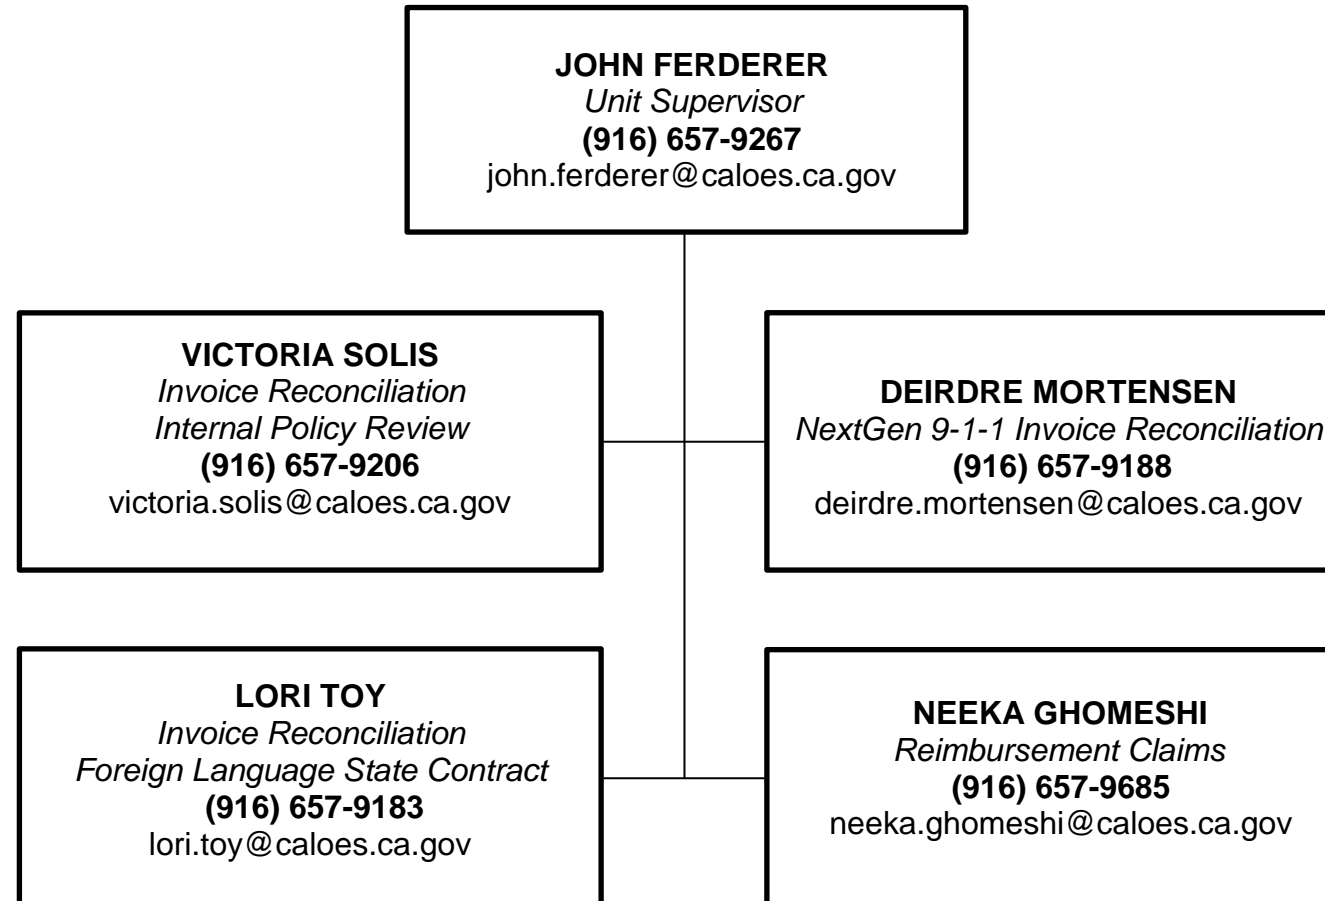 JOHN FERDERER
Unit Supervisor
(916) 657-9267
john.ferderer@caloes.ca.gov
VICTORIA SOLIS
Invoice Reconciliation
Internal Policy Review
(916) 657-9206
victoria.solis@caloes.ca.gov
DEIRDRE MORTENSEN
NextGen 9-1-1 Invoice Reconciliation
(916) 657-9188
deirdre.mortensen@caloes.ca.gov
LORI TOY
Invoice Reconciliation
Foreign Language State Contract
(916) 657-9183
lori.toy@caloes.ca.gov
NEEKA GHOMESHI
Reimbursement Claims
(916) 657-9685
neeka.ghomeshi@caloes.ca.gov